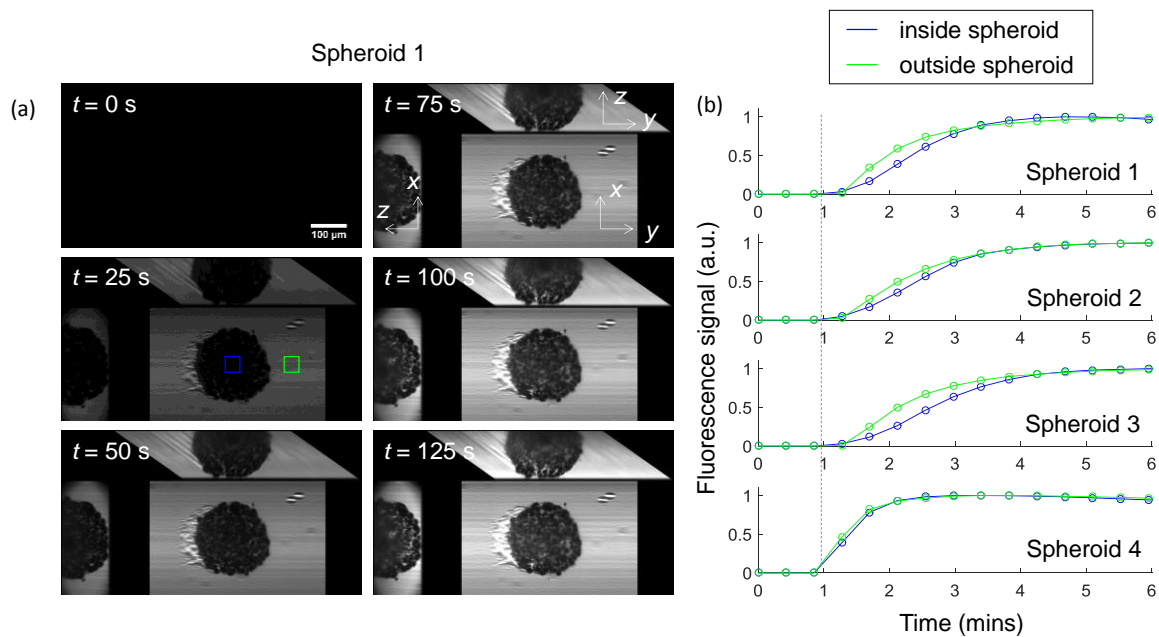 Spheroid 1
(a)
t = 0 s
100 µm
t = 75 s
z
y
x
z
x
y
t = 25 s
t = 100 s
t = 50 s
t = 125 s
inside spheroid
outside spheroid
(b)
Fluorescence signal (a.u.)
1
0.5
0
0 1 2 3 4 5 6
Spheroid 1
1
0.5
0
0 1 2 3 4 5 6
Spheroid 2
1
0.5
0
0 1 2 3 4 5 6
Spheroid 3
1
0.5
0
0 1 2 3 4 5 6
Spheroid 4
Time (mins)